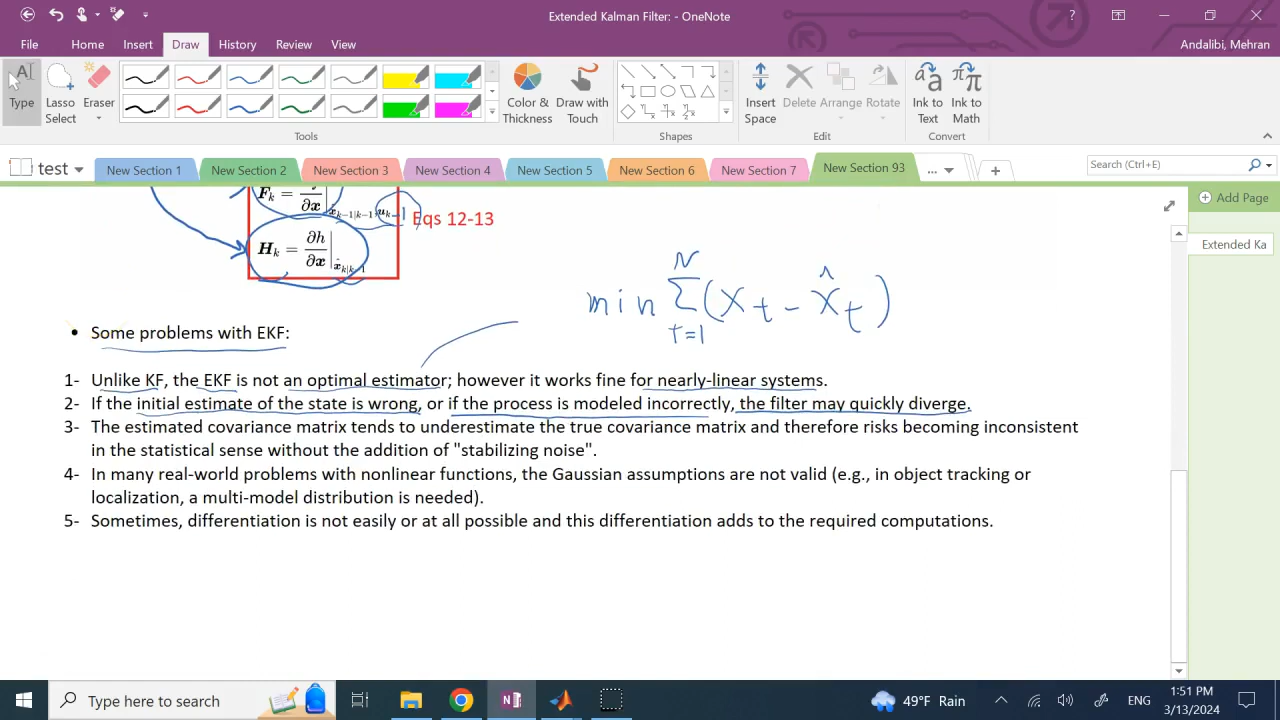 Extended Kalman Filter: - OneNote
File Home Insert Draw History Review View
Andalibi, Mehran
Type
Lasso Select
Eraser
Color & Thickness
Draw with Touch
Insert Space
Delete Arrange Rotate
Ink to Text
Ink to Math
Tools
Shapes
Edit
Convert
test New Section 1 New Section 2 New Section 3 New Section 4 New Section 5 New Section 6 New Section 7 New Section 93 ... + Search (Ctrl+E)
Add Page
Extended Ka
F_k = ∂x | x̂_{k-1|k-1}, u_{k-1}
Eqs 12-13
H_k = ∂h/∂x | x̂_{k|k-1}
min Σ_{t=1}^{N} (x_t - x̂_t)
• Some problems with EKF:
1- Unlike KF, the EKF is not an optimal estimator; however it works fine for nearly-linear systems.
2- If the initial estimate of the state is wrong, or if the process is modeled incorrectly, the filter may quickly diverge.
3- The estimated covariance matrix tends to underestimate the true covariance matrix and therefore risks becoming inconsistent
in the statistical sense without the addition of "stabilizing noise".
4- In many real-world problems with nonlinear functions, the Gaussian assumptions are not valid (e.g., in object tracking or
localization, a multi-model distribution is needed).
5- Sometimes, differentiation is not easily or at all possible and this differentiation adds to the required computations.
Type here to search
49°F Rain
ENG
1:51 PM
3/13/2024